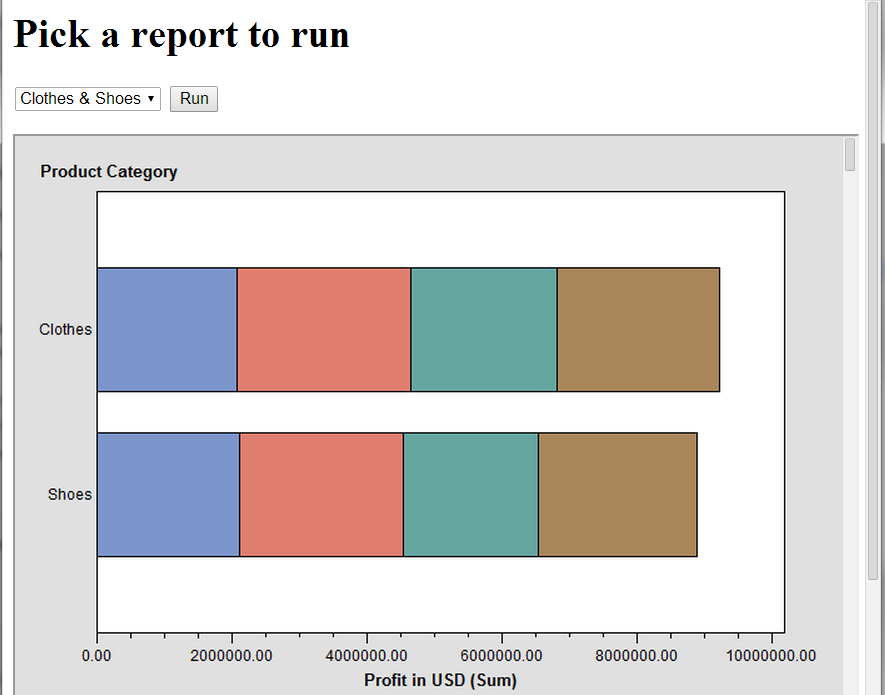 Pick a report to run
Clothes & Shoes Run
Product Category
Clothes
Shoes
0.00 2000000.00 4000000.00 6000000.00 8000000.00 10000000.00
Profit in USD (Sum)